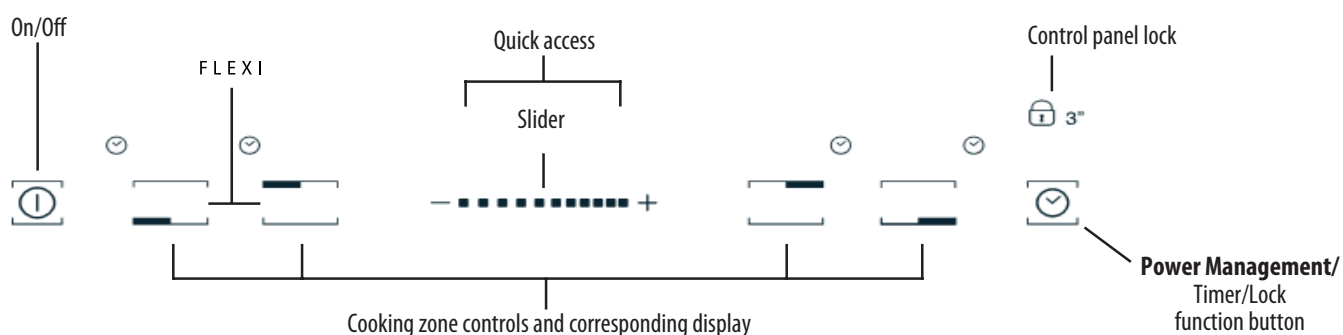 On/Off
Quick access
Control panel lock
FLEXI
Slider
3”
Power Management/
Timer/Lock
function button
Cooking zone controls and corresponding display